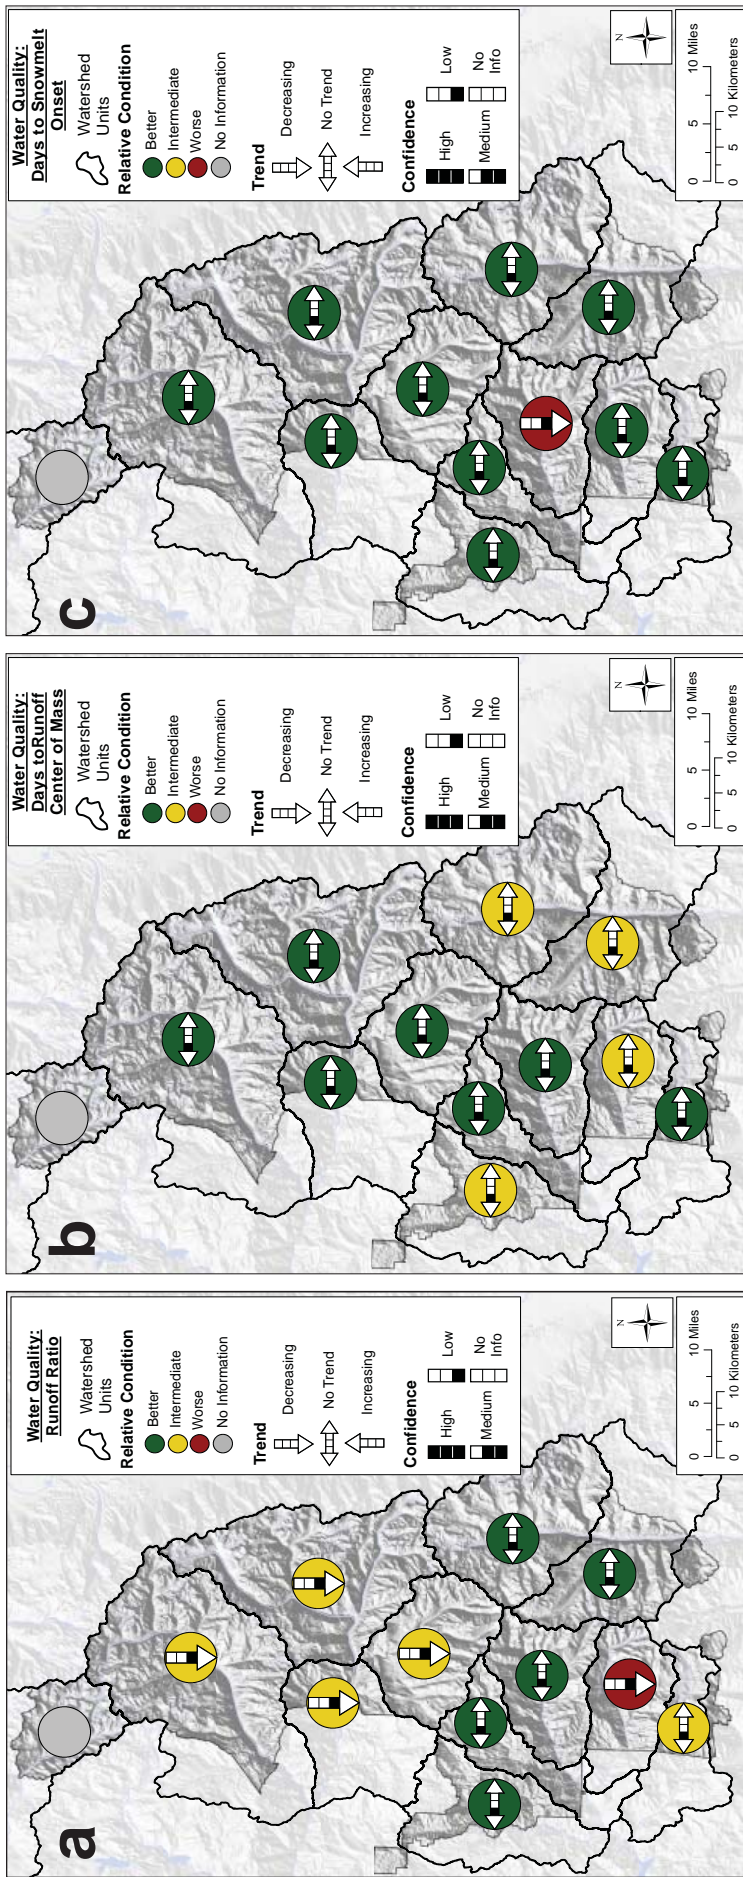 a
Water Quality:
Runoff Ratio
Watershed
Units
Relative Condition
Better
Intermediate
Worse
No Information
Trend
Decreasing
No Trend
Increasing
Confidence
High
Low
Medium
No
Info
N
0 5 10 Miles
0 5 10 Kilometers
b
Water Quality:
Days toRunoff
Center of Mass
Watershed
Units
Relative Condition
Better
Intermediate
Worse
No Information
Trend
Decreasing
No Trend
Increasing
Confidence
High
Low
Medium
No
Info
N
0 5 10 Miles
0 5 10 Kilometers
c
Water Quality:
Days to Snowmelt
Onset
Watershed
Units
Relative Condition
Better
Intermediate
Worse
No Information
Trend
Decreasing
No Trend
Increasing
Confidence
High
Low
Medium
No
Info
N
0 5 10 Miles
0 5 10 Kilometers